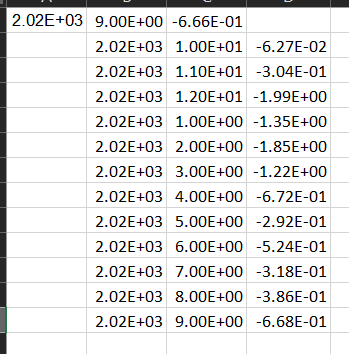 2.02E+03 9.00E+00 -6.66E-01
2.02E+03 1.00E+01 -6.27E-02
2.02E+03 1.10E+01 -3.04E-01
2.02E+03 1.20E+01 -1.99E+00
2.02E+03 1.00E+00 -1.35E+00
2.02E+03 2.00E+00 -1.85E+00
2.02E+03 3.00E+00 -1.22E+00
2.02E+03 4.00E+00 -6.72E-01
2.02E+03 5.00E+00 -2.92E-01
2.02E+03 6.00E+00 -5.24E-01
2.02E+03 7.00E+00 -3.18E-01
2.02E+03 8.00E+00 -3.86E-01
2.02E+03 9.00E+00 -6.68E-01